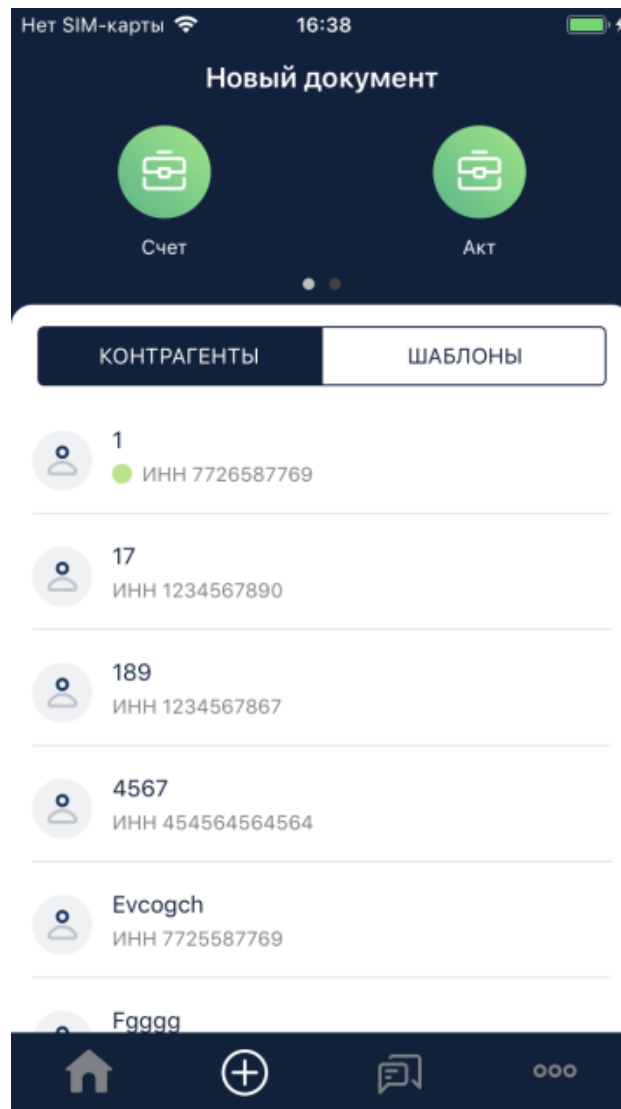 Нет SIM-карты 16:38
Новый документ
Счет Акт
КОНТРАГЕНТЫ ШАБЛОНЫ
1
ИНН 7726587769
17
ИНН 1234567890
189
ИНН 1234567867
4567
ИНН 454564564564
Evcogch
ИНН 7725587769
Fgggg